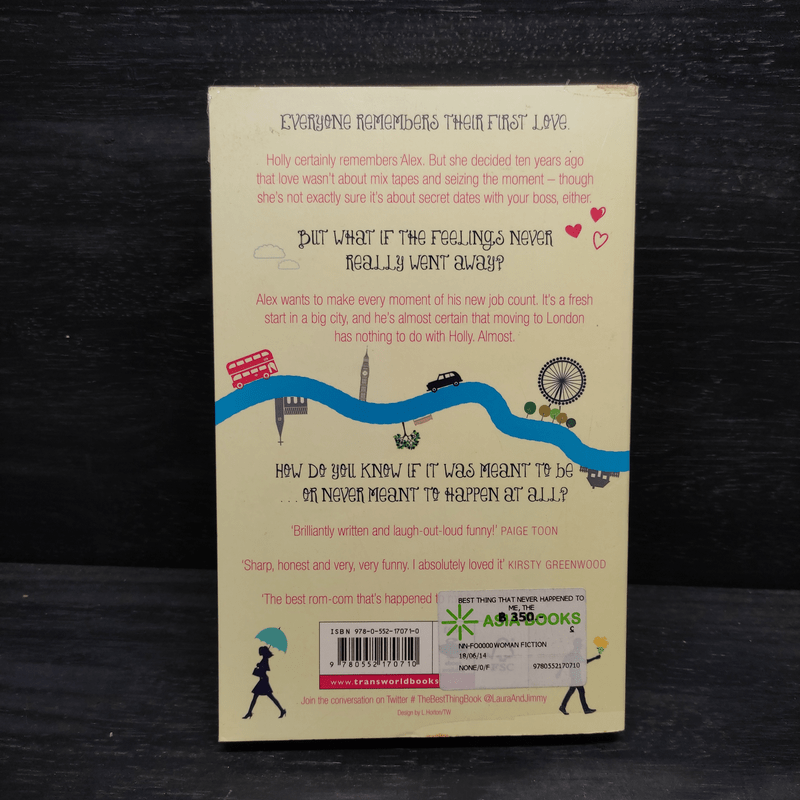 EVERYONE REMEMBERS THEIR FIRST LOVE.
Holly certainly remembers Alex. But she decided ten years ago
that love wasn't about mix tapes and seizing the moment – though
she's not exactly sure it's about secret dates with your boss, either.
BUT WHAT IF THE FEELINGS NEVER
REALLY WENT AWAY?
Alex wants to make every moment of his new job count. It's a fresh
start in a big city, and he's almost certain that moving to London
has nothing to do with Holly. Almost.
HOW DO YOU KNOW IF IT WAS MEANT TO BE
... OR NEVER MEANT TO HAPPEN AT ALL?
'Brilliantly written and laugh-out-loud funny!' PAIGE TOON
'Sharp, honest and very, very funny. I absolutely loved it' KIRSTY GREENWOOD
'The best rom-com that's happened t
BEST THING THAT NEVER HAPPENED TO
ME, THE
฿ 350.-
ASIA BOOKS
£
NN-FO0000 WOMAN FICTION
18/06/14
NONE/0/F 9780552170710
ISBN 978-0-552-17071-0
9 780552 170710
www.transworldbooks
Join the conversation on Twitter # TheBestThingBook @LauraAndJimmy
Design by L Horton/TW